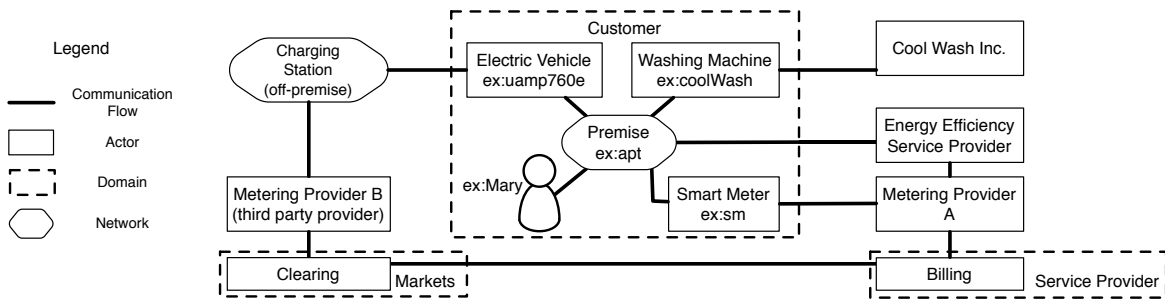 Legend
Communication
Flow
Actor
Domain
Network
Charging
Station
(off-premise)
Metering Provider B
(third party provider)
Clearing
Markets
Customer
Electric Vehicle
ex:uamp760e
Washing Machine
ex:coolWash
Premise
ex:apt
ex:Mary
Smart Meter
ex:sm
Cool Wash Inc.
Energy Efficiency
Service Provider
Metering Provider
A
Billing
Service Provider